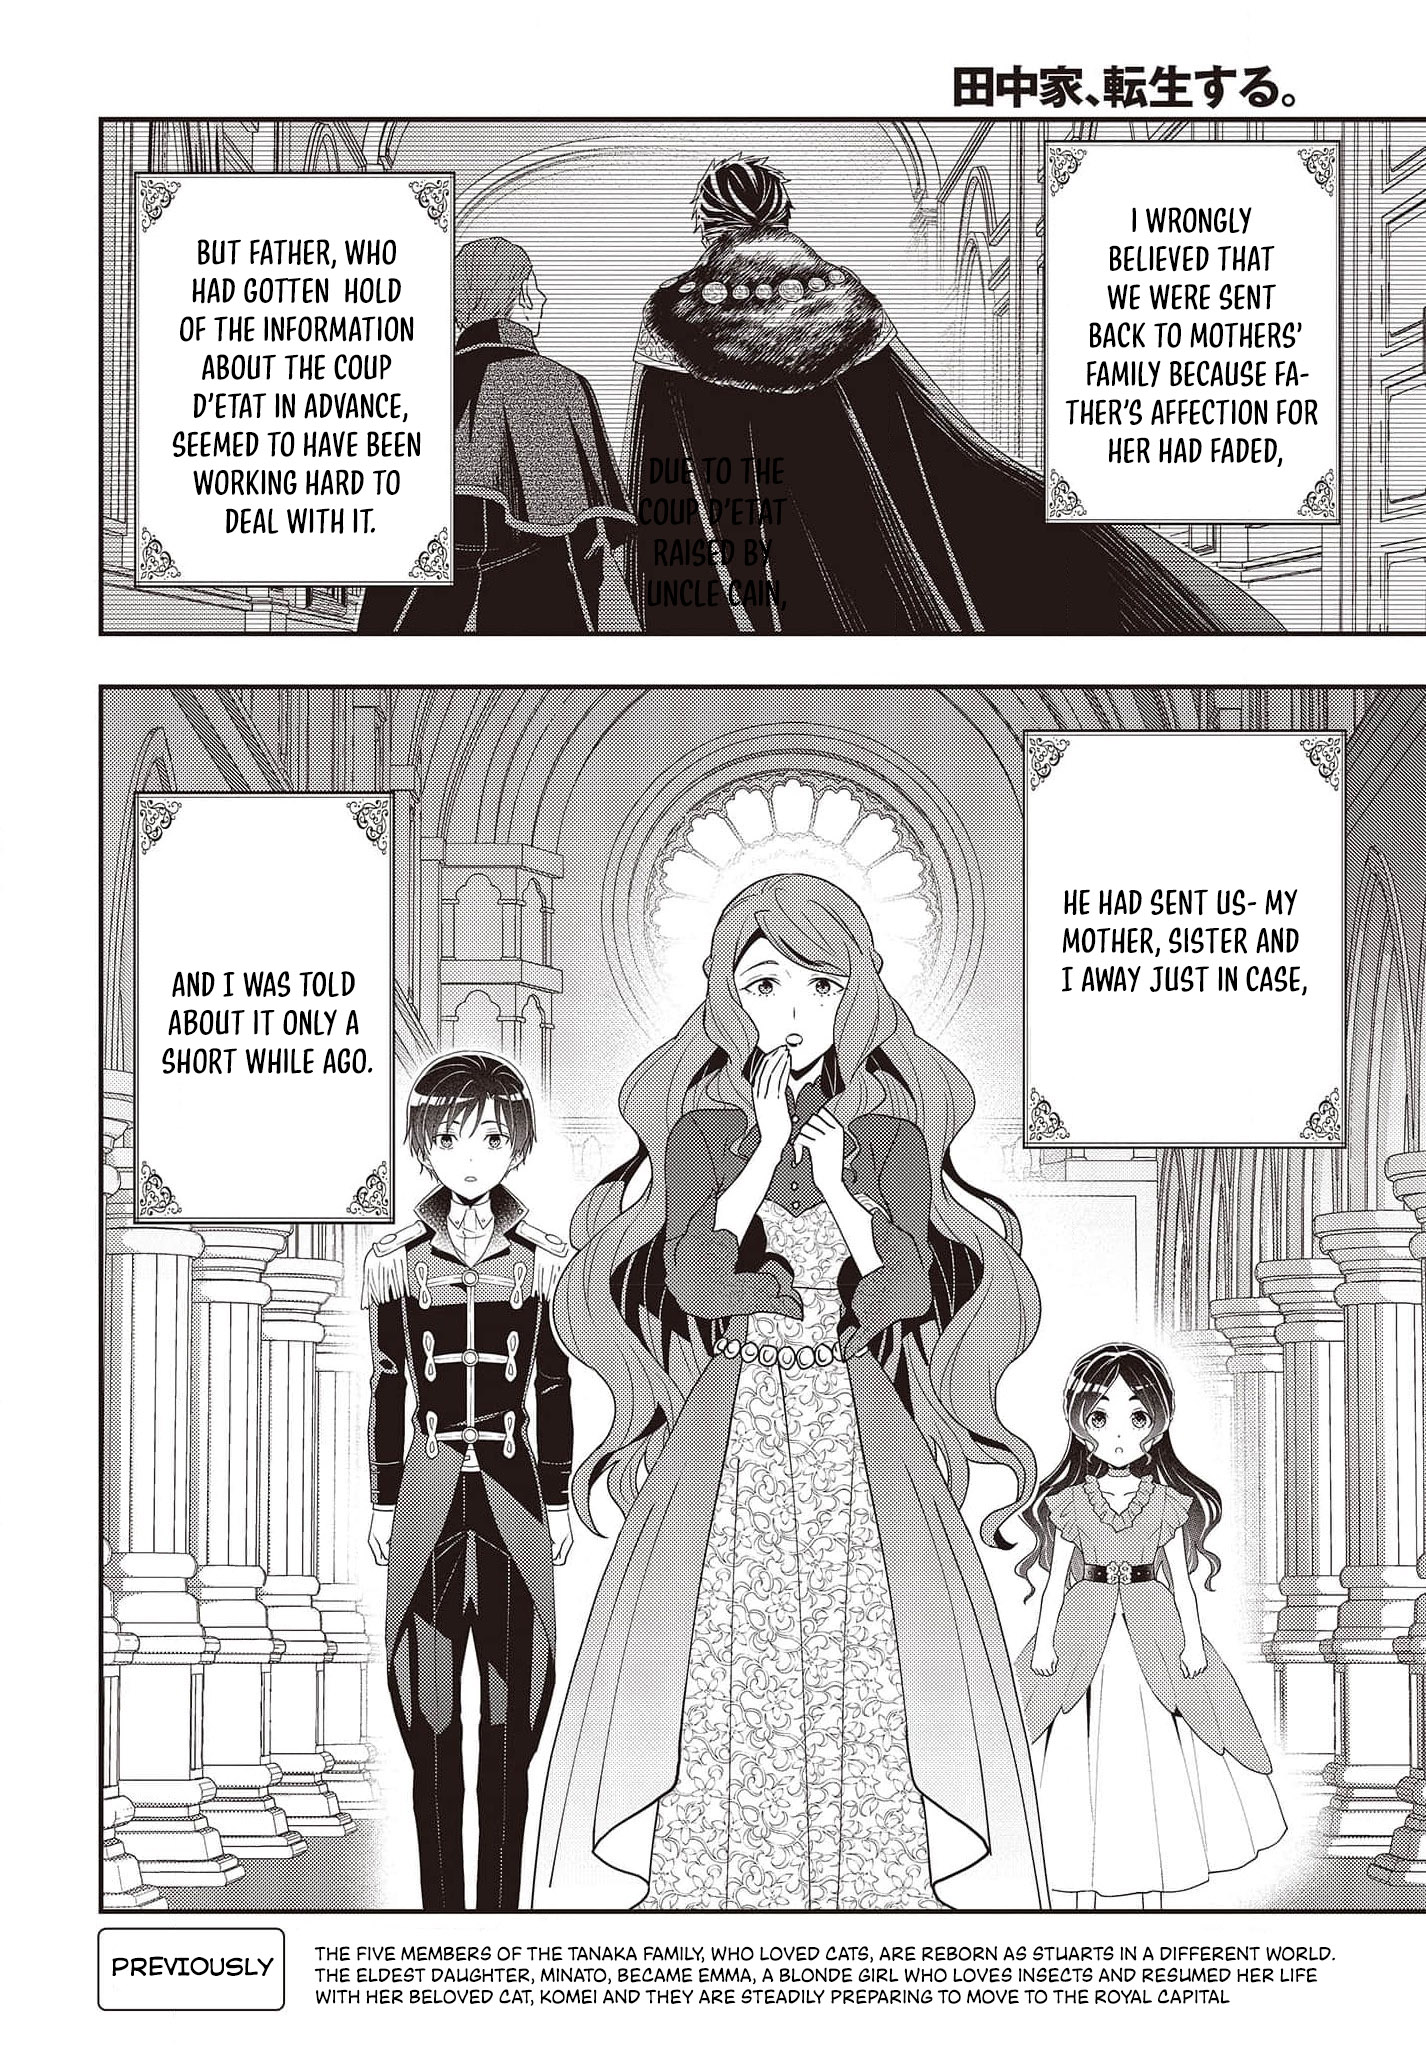 田中家、転生する。
I WRONGLY
BELIEVED THAT
WE WERE SENT
BACK TO MOTHERS'
FAMILY BECAUSE FA-
THER'S AFFECTION FOR
HER HAD FADED,
DUE TO THE
COUP D'ETAT
RAISED BY
UNCLE CAIN,
BUT FATHER, WHO
HAD GOTTEN HOLD
OF THE INFORMATION
ABOUT THE COUP
D'ETAT IN ADVANCE,
SEEMED TO HAVE BEEN
WORKING HARD TO
DEAL WITH IT.
HE HAD SENT US- MY
MOTHER, SISTER AND
I AWAY JUST IN CASE,
AND I WAS TOLD
ABOUT IT ONLY A
SHORT WHILE AGO.
PREVIOUSLY
THE FIVE MEMBERS OF THE TANAKA FAMILY, WHO LOVED CATS, ARE REBORN AS STUARTS IN A DIFFERENT WORLD.
THE ELDEST DAUGHTER, MINATO, BECAME EMMA, A BLONDE GIRL WHO LOVES INSECTS AND RESUMED HER LIFE
WITH HER BELOVED CAT, KOMEI AND THEY ARE STEADILY PREPARING TO MOVE TO THE ROYAL CAPITAL